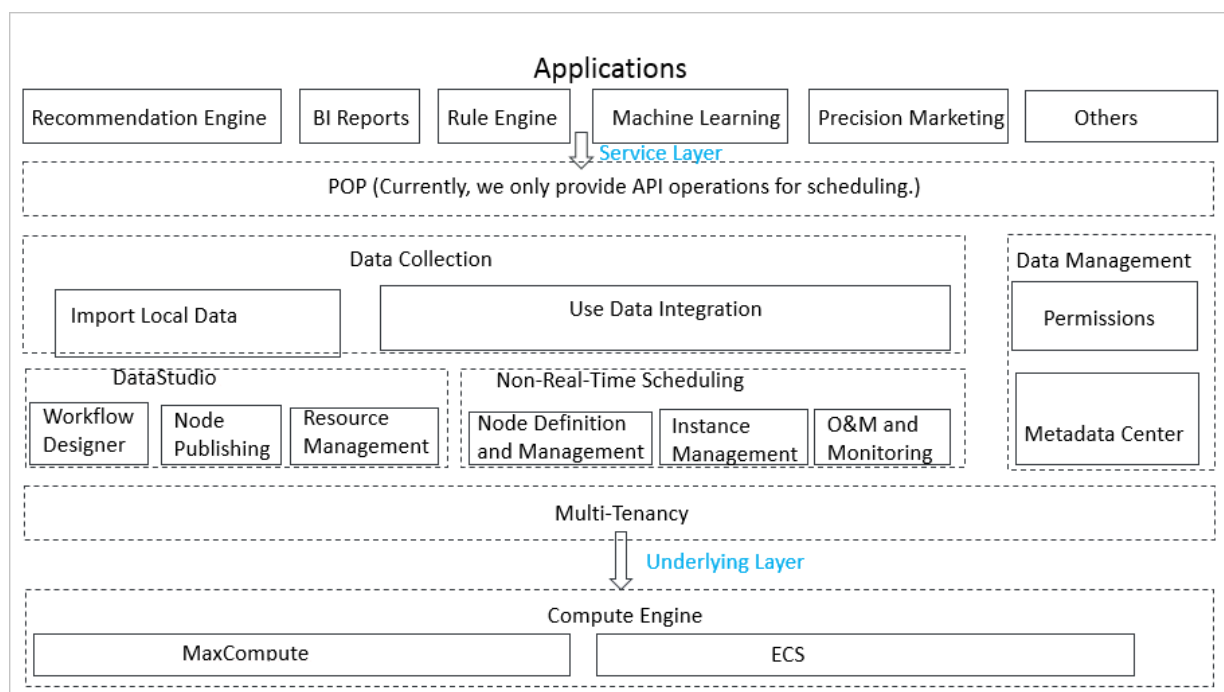 Applications
Recommendation Engine
BI Reports
Rule Engine
Machine Learning
Precision Marketing
Others
Service Layer
POP (Currently, we only provide API operations for scheduling.)
Data Collection
Import Local Data
Use Data Integration
Data Management
Permissions
Metadata Center
DataStudio
Workflow
Designer
Node
Publishing
Resource
Management
Non-Real-Time Scheduling
Node Definition
and Management
Instance
Management
O&M and
Monitoring
Multi-Tenancy
Underlying Layer
Compute Engine
MaxCompute
ECS